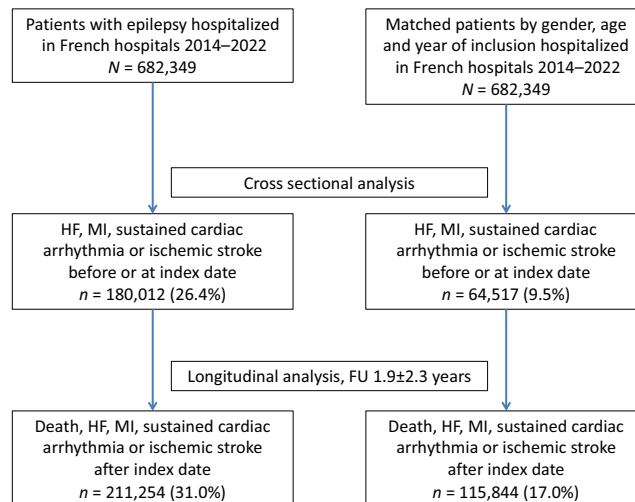 Patients with epilepsy hospitalized
in French hospitals 2014–2022
N = 682,349
Matched patients by gender, age
and year of inclusion hospitalized
in French hospitals 2014–2022
N = 682,349
Cross sectional analysis
HF, MI, sustained cardiac
arrhythmia or ischemic stroke
before or at index date
n = 180,012 (26.4%)
HF, MI, sustained cardiac
arrhythmia or ischemic stroke
before or at index date
n = 64,517 (9.5%)
Longitudinal analysis, FU 1.9±2.3 years
Death, HF, MI, sustained cardiac
arrhythmia or ischemic stroke
after index date
n = 211,254 (31.0%)
Death, HF, MI, sustained cardiac
arrhythmia or ischemic stroke
after index date
n = 115,844 (17.0%)